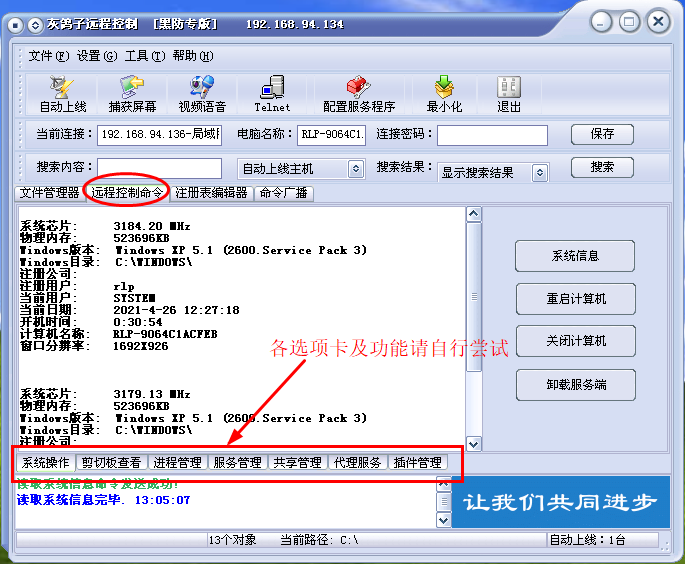 灰鸽子远程控制 [黑防专版] 192.168.94.134
文件(F) 设置(G) 工具(T) 帮助(H)
自动上线 捕获屏幕 视频语音 Telnet 配置服务程序 最小化 退出
当前连接: 192.168.94.136-局域 电脑名称: RLP-9064C1. 连接密码: 保存
搜索内容: 自动上线主机 搜索结果: 显示搜索结果 搜索
文件管理器 远程控制命令 注册表编辑器 命令广播
系统芯片: 3184.20 MHz
物理内存: 523696KB
Windows版本: Windows XP 5.1 (2600.Service Pack 3)
Windows目录: C:\WINDOWS\
注册公司:
注册用户: rlp
当前用户: SYSTEM
当前日期: 2021-4-26 12:27:18
开机时间: 0:30:54
计算机名称: RLP-9064C1ACFEB
窗口分辨率: 1692X926
系统信息
重启计算机
关闭计算机
卸载服务端
各选项卡及功能请自行尝试
系统芯片: 3179.13 MHz
物理内存: 523696KB
Windows版本: Windows XP 5.1 (2600.Service Pack 3)
Windows目录: C:\WINDOWS\
注册公司:
系统操作 剪切板查看 进程管理 服务管理 共享管理 代理服务 插件管理
读取系统信息命令发送成功!
读取系统信息完毕. 13:05:07
让我们共同进步
13个对象 当前路径: C:\ 自动上线: 1台